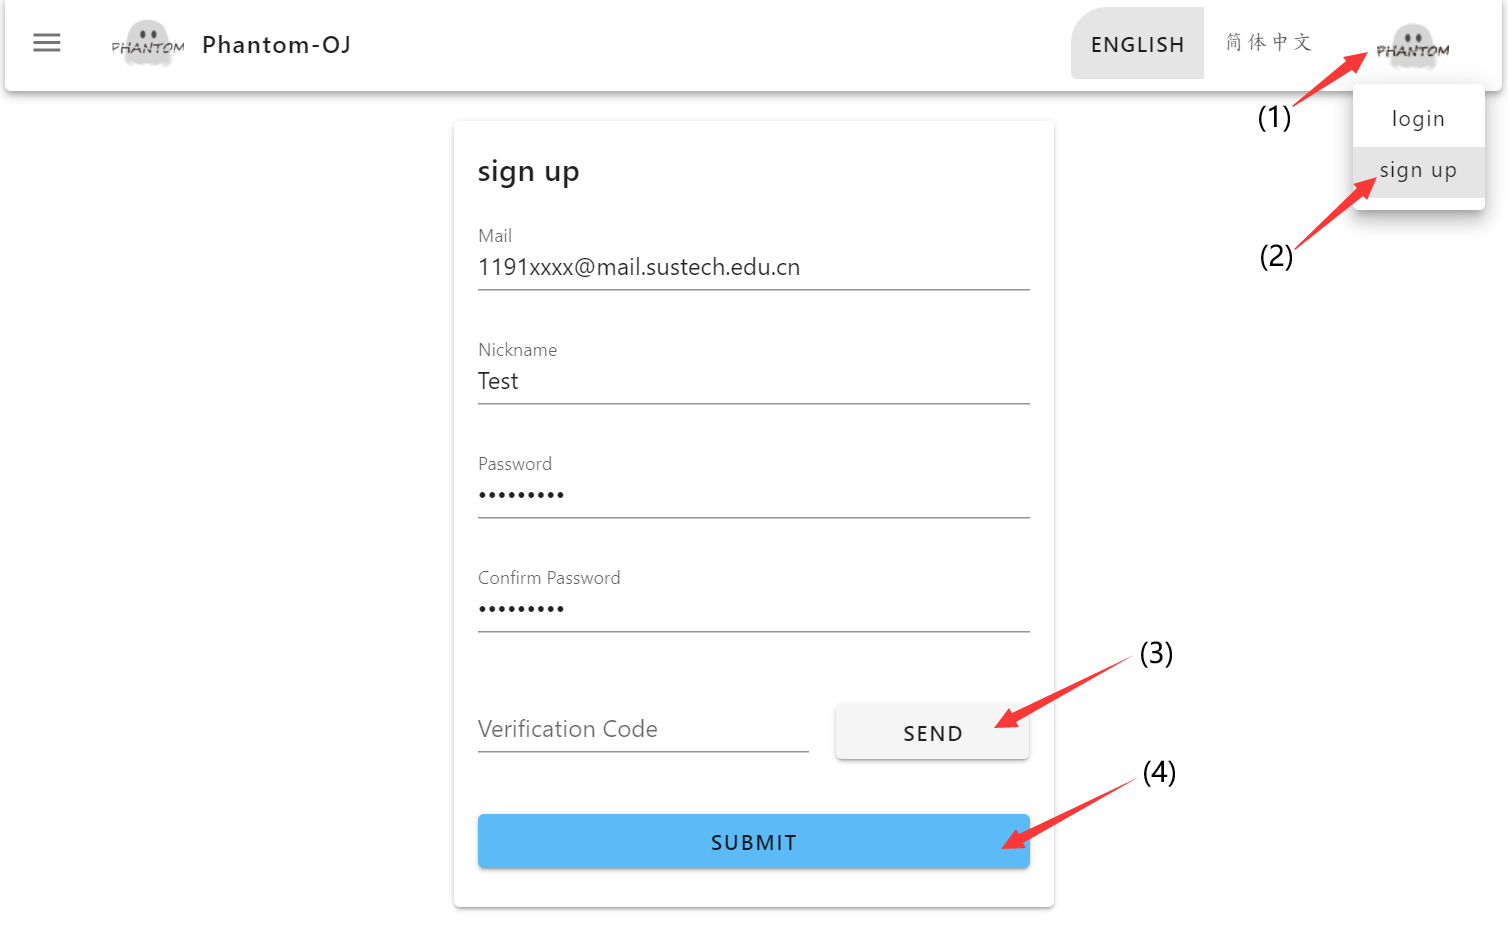 PHANTOM Phantom-OJ ENGLISH 简体中文 PHANTOM
(1)
login
sign up
(2)
sign up
Mail
1191xxxx@mail.sustech.edu.cn
Nickname
Test
Password
•••••••••
Confirm Password
•••••••••
(3)
Verification Code SEND
(4)
SUBMIT